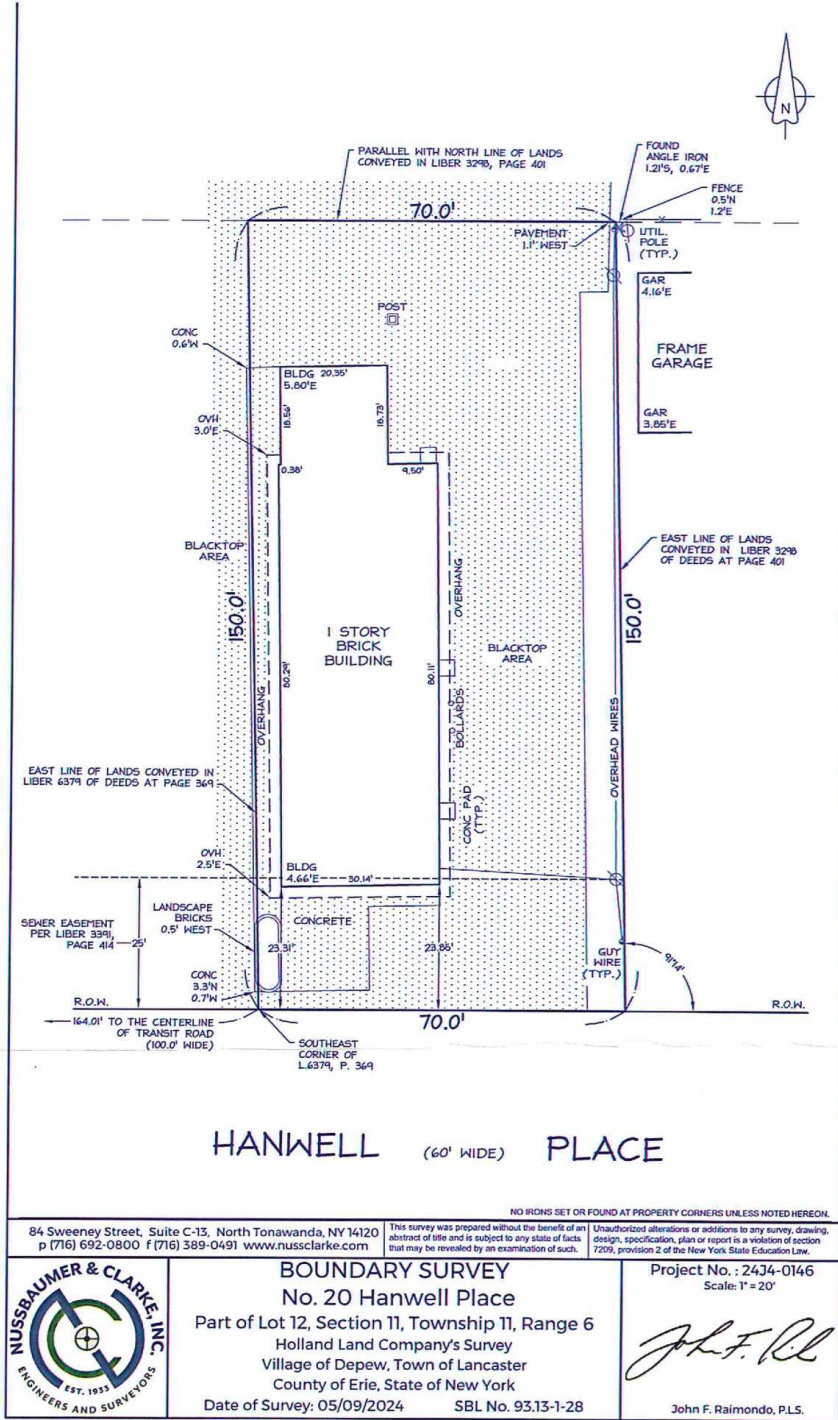 N
PARALLEL WITH NORTH LINE OF LANDS
CONVEYED IN LIBER 3298, PAGE 401
FOUND
ANGLE IRON
1.21'S, 0.67'E
FENCE
0.5'N
1.2'E
70.0'
PAVEMENT
1.1' WEST
UTIL.
POLE
(TYP.)
GAR
4.16'E
POST
FRAME
GARAGE
CONC
0.6'W
BLDG 20.35'
5.80'E
18.56'
18.73'
GAR
3.85'E
OVH
3.0'E
0.38'
9.50'
BLACKTOP
AREA
EAST LINE OF LANDS
CONVEYED IN LIBER 3298
OF DEEDS AT PAGE 401
OVERHANG
150.0'
1 STORY
BRICK
BUILDING
BLACKTOP
AREA
150.0'
80.29'
80.11'
OVERHANG
BOLLARDS
OVERHEAD WIRES
EAST LINE OF LANDS CONVEYED IN
LIBER 6379 OF DEEDS AT PAGE 369
CONC PAD
(TYP.)
OVH
2.5'E
BLDG
4.66'E 30.14'
SEWER EASEMENT
PER LIBER 3391,
PAGE 414
25'
LANDSCAPE
BRICKS
0.5' WEST
CONCRETE
23.31'
23.86'
GUY
WIRE
(TYP.)
91°14'
CONC
3.3'N
0.7'W
R.O.W.
R.O.W.
164.01' TO THE CENTERLINE
OF TRANSIT ROAD
(100.0' WIDE)
70.0'
SOUTHEAST
CORNER OF
L.6379, P. 369
HANWELL (60' WIDE) PLACE
NO IRONS SET OR FOUND AT PROPERTY CORNERS UNLESS NOTED HEREON.
84 Sweeney Street, Suite C-13, North Tonawanda, NY 14120
p (716) 692-0800 f (716) 389-0491 www.nussclarke.com
This survey was prepared without the benefit of an
abstract of title and is subject to any state of facts
that may be revealed by an examination of such.
Unauthorized alterations or additions to any survey, drawing,
design, specification, plan or report is a violation of section
7209, provision 2 of the New York State Education Law.
NUSSBAUMER & CLARKE, INC.
EST. 1933
ENGINEERS AND SURVEYORS
BOUNDARY SURVEY
No. 20 Hanwell Place
Part of Lot 12, Section 11, Township 11, Range 6
Holland Land Company's Survey
Village of Depew, Town of Lancaster
County of Erie, State of New York
Date of Survey: 05/09/2024 SBL No. 93.13-1-28
Project No. : 24J4-0146
Scale: 1" = 20'
John F. Raimondo, P.L.S.